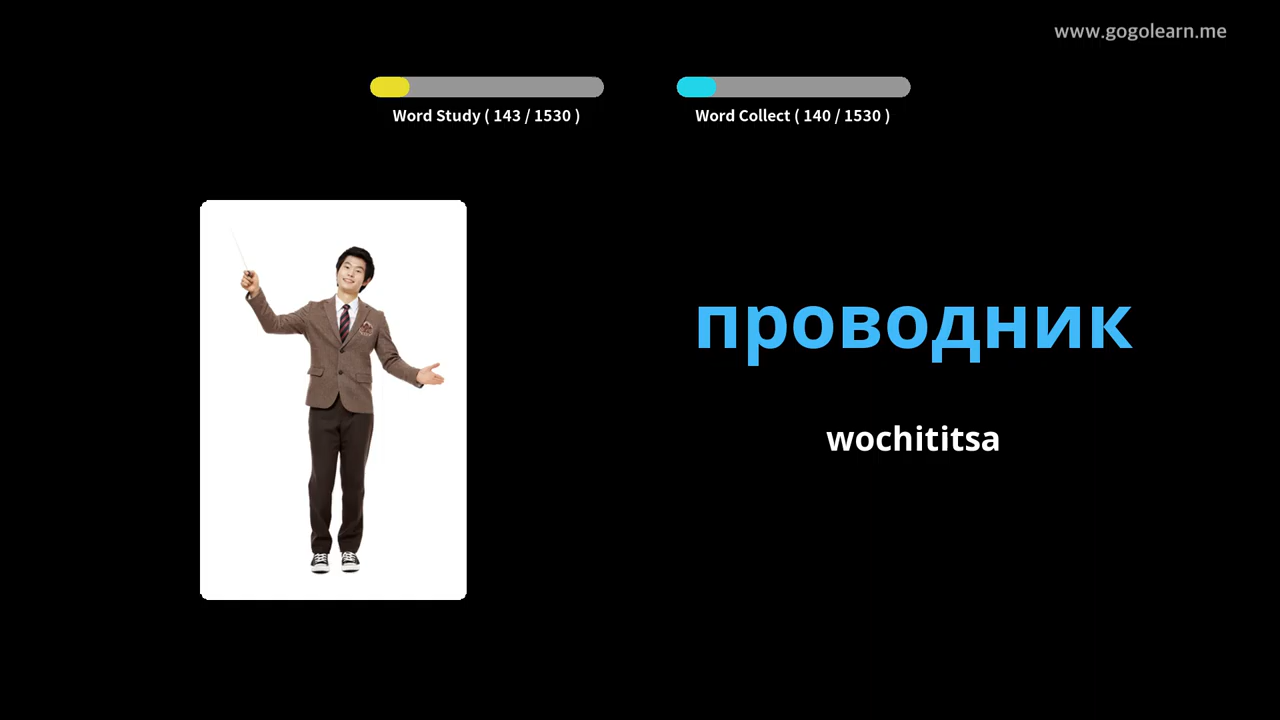 www.gogolearn.me
Word Study ( 143 / 1530 )
Word Collect ( 140 / 1530 )
проводник
wochititsa